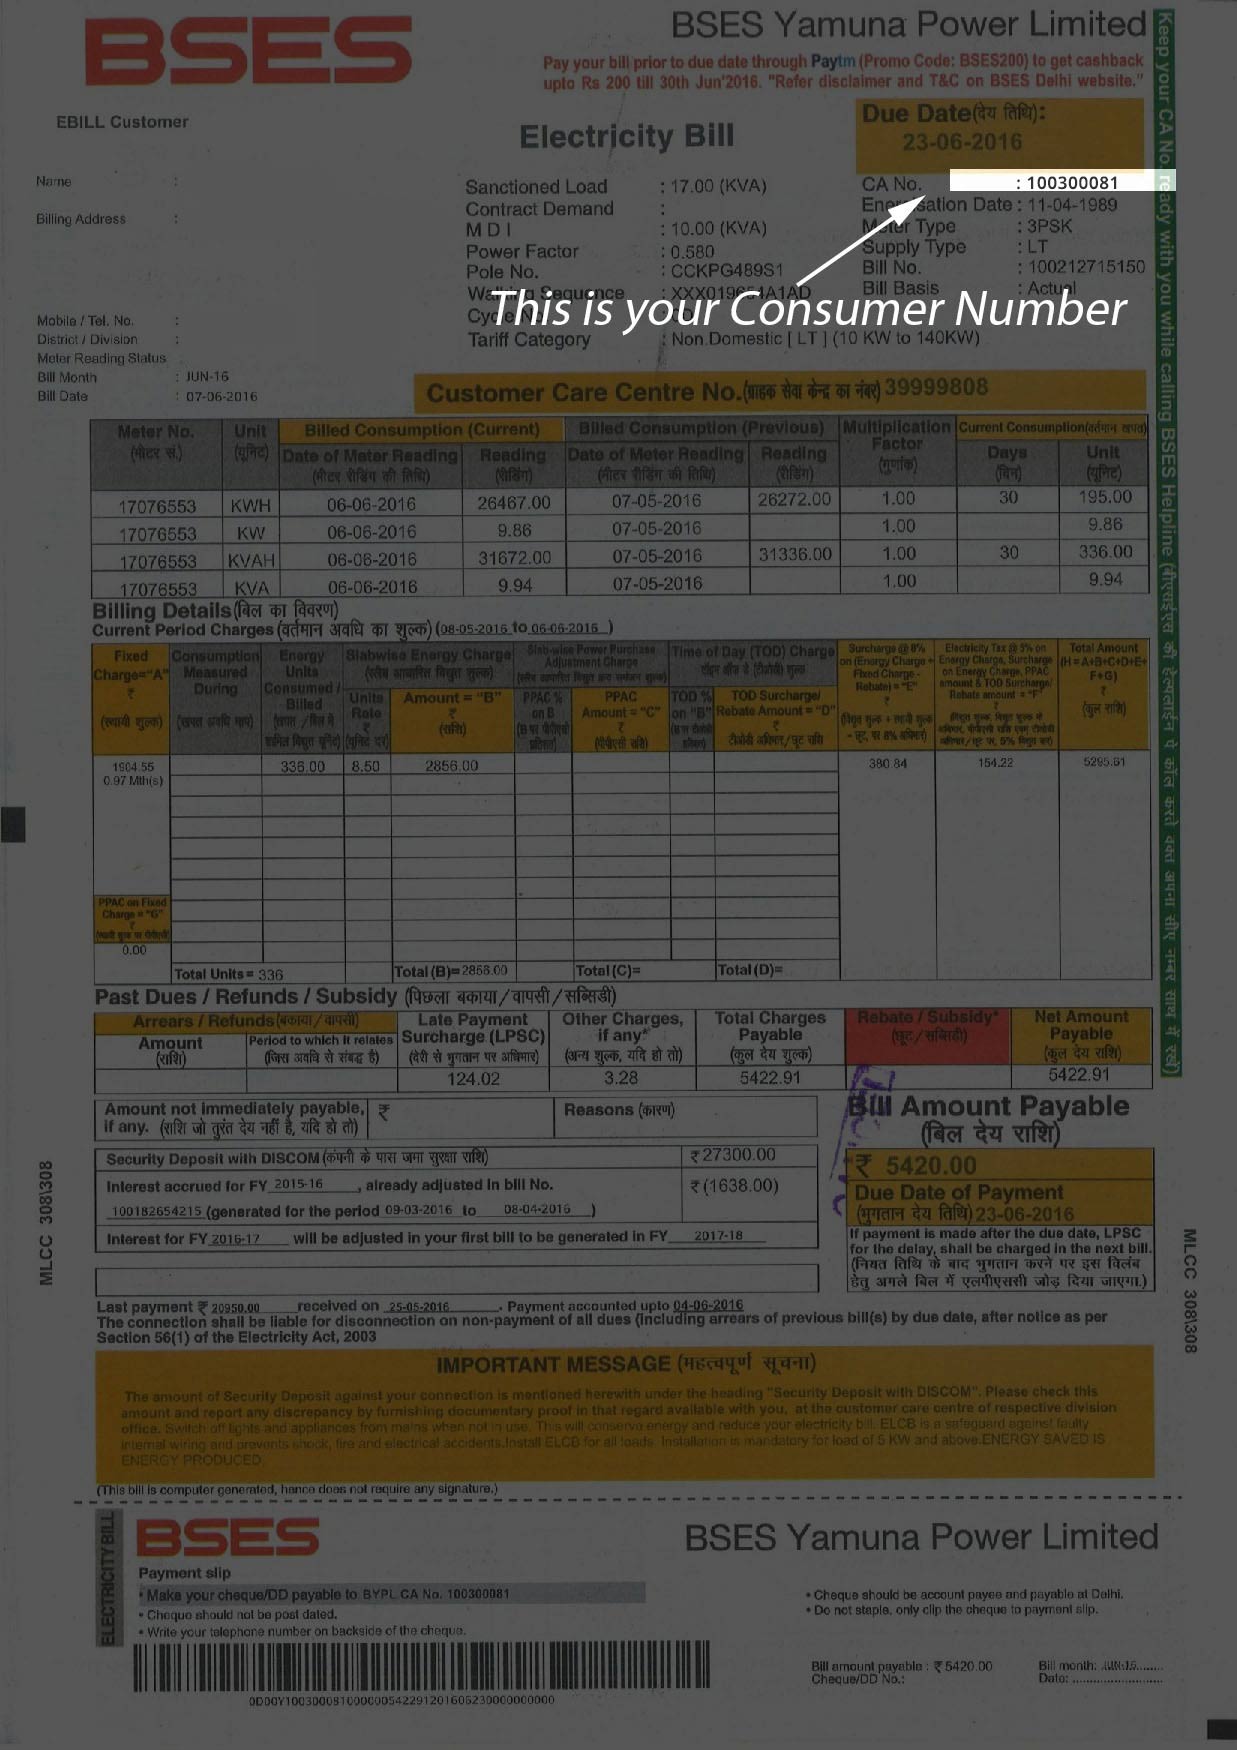 BSES
BSES Yamuna Power Limited
Pay your bill prior to due date through Paytm (Promo Code: BSES200) to get cashback
upto Rs 200 till 30th Jun'2016. "Refer disclaimer and T&C on BSES Delhi website."
EBILL Customer
Electricity Bill
Due Date(देय तिथि):
23-06-2016
Name :
Billing Address :
Sanctioned Load : 17.00 (KVA)
Contract Demand :
M D I : 10.00 (KVA)
Power Factor : 0.580
Pole No. : CCKPG489S1
Walking Sequence : XXX019654A1AD
Tariff Category : Non.Domestic [ LT ] (10 KW to 140KW)
CA No. : 100300081
Energisation Date : 11-04-1989
Meter Type : 3PSK
Supply Type : LT
Bill No. : 100212715150
Bill Basis : Actual
This is your Consumer Number
Mobile / Tel. No. :
District / Division :
Meter Reading Status
Bill Month : JUN-16
Bill Date : 07-06-2016
Customer Care Centre No.(ग्राहक सेवा केन्द्र का नंबर) 39999808
Keep your CA No. ready with you while calling BSES Helpline
Meter No. (मीटर सं.) Unit (यूनिट) Billed Consumption (Current) Billed Consumption (Previous) Multiplication Factor (गुणांक) Current Consumption(वर्तमान खपत)
Date of Meter Reading Reading Date of Meter Reading Reading Days Unit
(मीटर रीडिंग की तिथि) (रीडिंग) (मीटर रीडिंग की तिथि) (रीडिंग) (दिन) (यूनिट)
17076553 KWH 06-06-2016 26467.00 07-05-2016 26272.00 1.00 30 195.00
17076553 KW 06-06-2016 9.86 07-05-2016 1.00 9.86
17076553 KVAH 06-06-2016 31672.00 07-05-2016 31336.00 1.00 30 336.00
17076553 KVA 06-06-2016 9.94 07-05-2016 1.00 9.94
Billing Details(बिल का विवरण)
Current Period Charges (वर्तमान अवधि का शुल्क) (08-05-2016 to 06-06-2016 )
Fixed Charge="A" ₹ (स्थायी शुल्क)
Consumption Measured During
Energy Units Consumed / Billed
Slabwise Energy Charge
Units Rate ₹
Amount = "B" ₹ (राशि)
Slab-wise Power Purchase Adjustment Charge
PPAC % on B
PPAC Amount = "C" ₹
Time of Day (TOD) Charge
TOD % on "B"
TOD Surcharge/ Rebate Amount = "D" ₹
Surcharge @ 8% on (Energy Charge + Fixed Charge - Rebate) = "E" ₹
Electricity Tax @ 5% on Energy Charge, Surcharge on Energy Charge, PPAC amount & TOD Surcharge/ Rebate amount = "F" ₹
Total Amount (H = A+B+C+D+E+ F+G) ₹ (कुल राशि)
1904.55 336.00 8.50 2856.00 380.84 154.22 5295.61
0.97 Mth(s)
PPAC on Fixed
Charge = "G"
₹
0.00
Total Units = 336 Total (B)=2856.00 Total (C)= Total (D)=
Past Dues / Refunds / Subsidy (पिछला बकाया / वापसी / सब्सिडी)
Arrears / Refunds(बकाया / वापसी)
Amount (राशि)
Period to which it relates (जिस अवधि से संबद्ध है)
Late Payment Surcharge (LPSC) (देरी से भुगतान पर अधिभार)
Other Charges, if any* (अन्य शुल्क, यदि हो तो)
Total Charges Payable (कुल देय शुल्क)
Rebate / Subsidy* (छूट / सब्सिडी)
Net Amount Payable (कुल देय राशि)
124.02 3.28 5422.91 5422.91
Amount not immediately payable, ₹ Reasons (कारण)
if any. (राशि जो तुरंत देय नहीं है, यदि हो तो)
Bill Amount Payable
(बिल देय राशि)
₹ 5420.00
Due Date of Payment
(भुगतान देय तिथि) 23-06-2016
If payment is made after the due date, LPSC
for the delay, shall be charged in the next bill.
(नियत तिथि के बाद भुगतान करने पर इस विलंब
हेतु अगले बिल में एलपीएससी जोड़ दिया जाएगा.)
Security Deposit with DISCOM (कंपनी के पास जमा सुरक्षा राशि) ₹ 27300.00
Interest accrued for FY 2015-16 , already adjusted in bill No. ₹ (1638.00)
100182654215 (generated for the period 09-03-2016 to 08-04-2016 )
Interest for FY 2016-17 will be adjusted in your first bill to be generated in FY 2017-18
Last payment ₹ 20950.00 received on 25-05-2016 . Payment accounted upto 04-06-2016
The connection shall be liable for disconnection on non-payment of all dues (including arrears of previous bill(s) by due date, after notice as per
Section 56(1) of the Electricity Act, 2003
MLCC 308\308
MLCC 308\308
IMPORTANT MESSAGE (महत्वपूर्ण सूचना)
The amount of Security Deposit against your connection is mentioned herewith under the heading "Security Deposit with DISCOM". Please check this
amount and report any discrepancy by furnishing documentary proof in that regard available with you, at the customer care centre of respective division
office. Switch off lights and appliances from mains when not in use. This will conserve energy and reduce your electricity bill. ELCB is a safeguard against faulty
internal wiring and prevents shock, fire and electrical accidents.Install ELCB for all loads. Installation is mandatory for load of 5 KW and above.ENERGY SAVED IS
ENERGY PRODUCED
(This bill is computer generated, hence does not require any signature.)
ELECTRICITY BILL
BSES
BSES Yamuna Power Limited
Payment slip
• Make your cheque/DD payable to BYPL CA No. 100300081
• Cheque should not be post dated.
• Write your telephone number on backside of the cheque.
• Cheque should be account payee and payable at Delhi.
• Do not staple, only clip the cheque to payment slip.
Bill amount payable : ₹ 5420.00
Cheque/DD No.:
Bill month: JUN-16
Date: